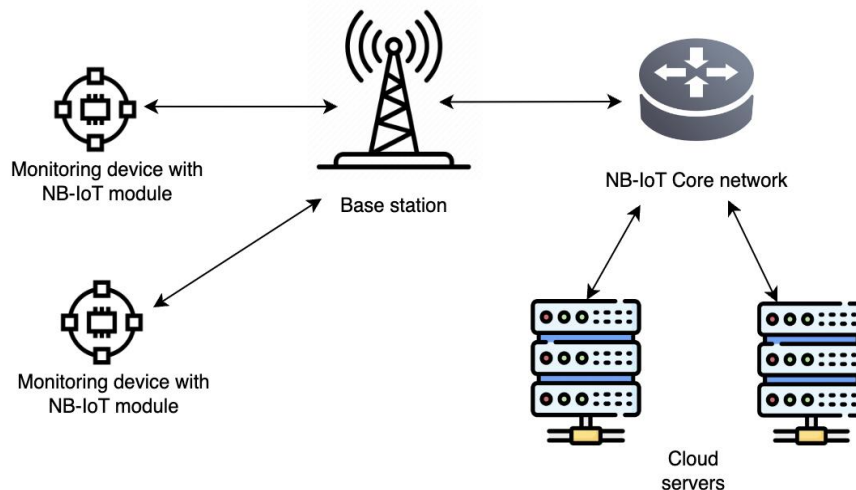 Monitoring device with
NB-IoT module
Base station
NB-IoT Core network
Monitoring device with
NB-IoT module
Cloud
servers